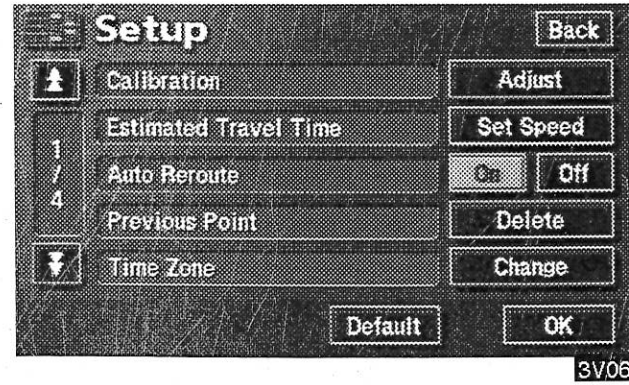 Setup Back
Calibration Adjust
Estimated Travel Time Set Speed
1/4
Auto Reroute On Off
Previous Point Delete
Time Zone Change
Default OK
3V06